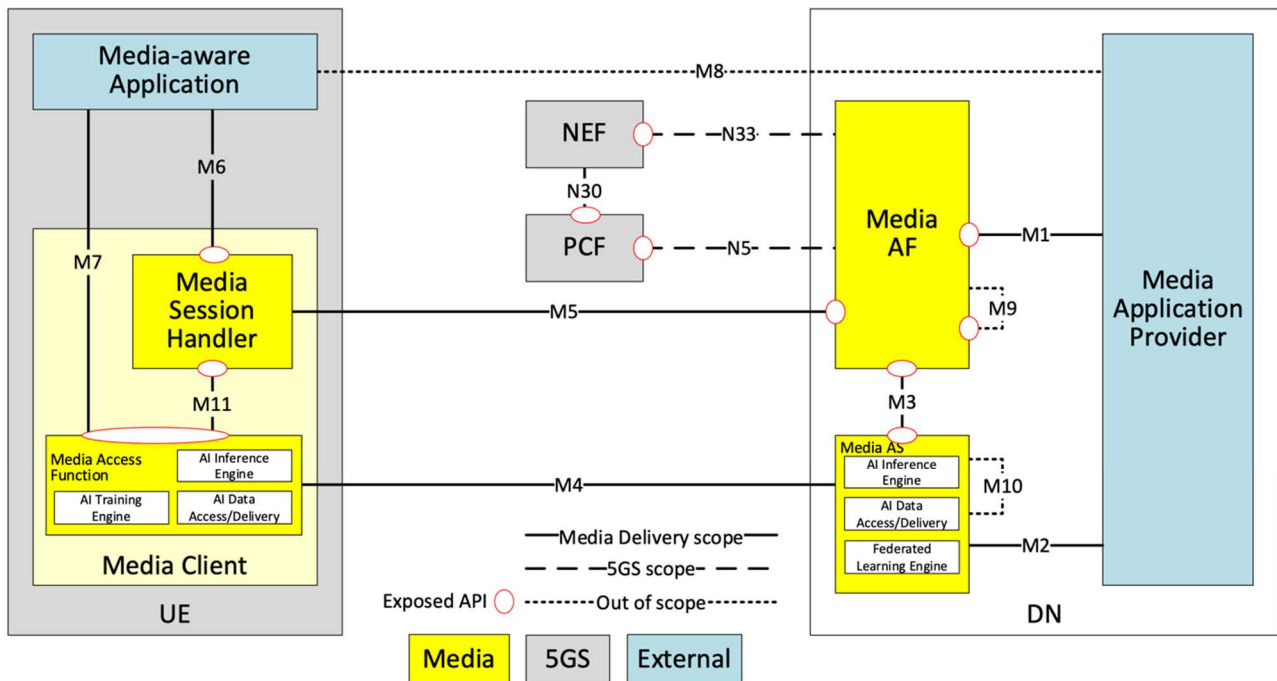 Media-aware
Application
M8
NEF
N33
M6
N30
Media
AF
M1
PCF
N5
M7
Media
Session
Handler
M5
M9
Media
Application
Provider
M11
M3
Media Access
Function
AI Inference
Engine
AI Training
Engine
AI Data
Access/Delivery
M4
Media AS
AI Inference
Engine
AI Data
Access/Delivery
Federated
Learning Engine
M10
M2
Media Client
UE
Media Delivery scope
5GS scope
Exposed API
Out of scope
DN
Media
5GS
External